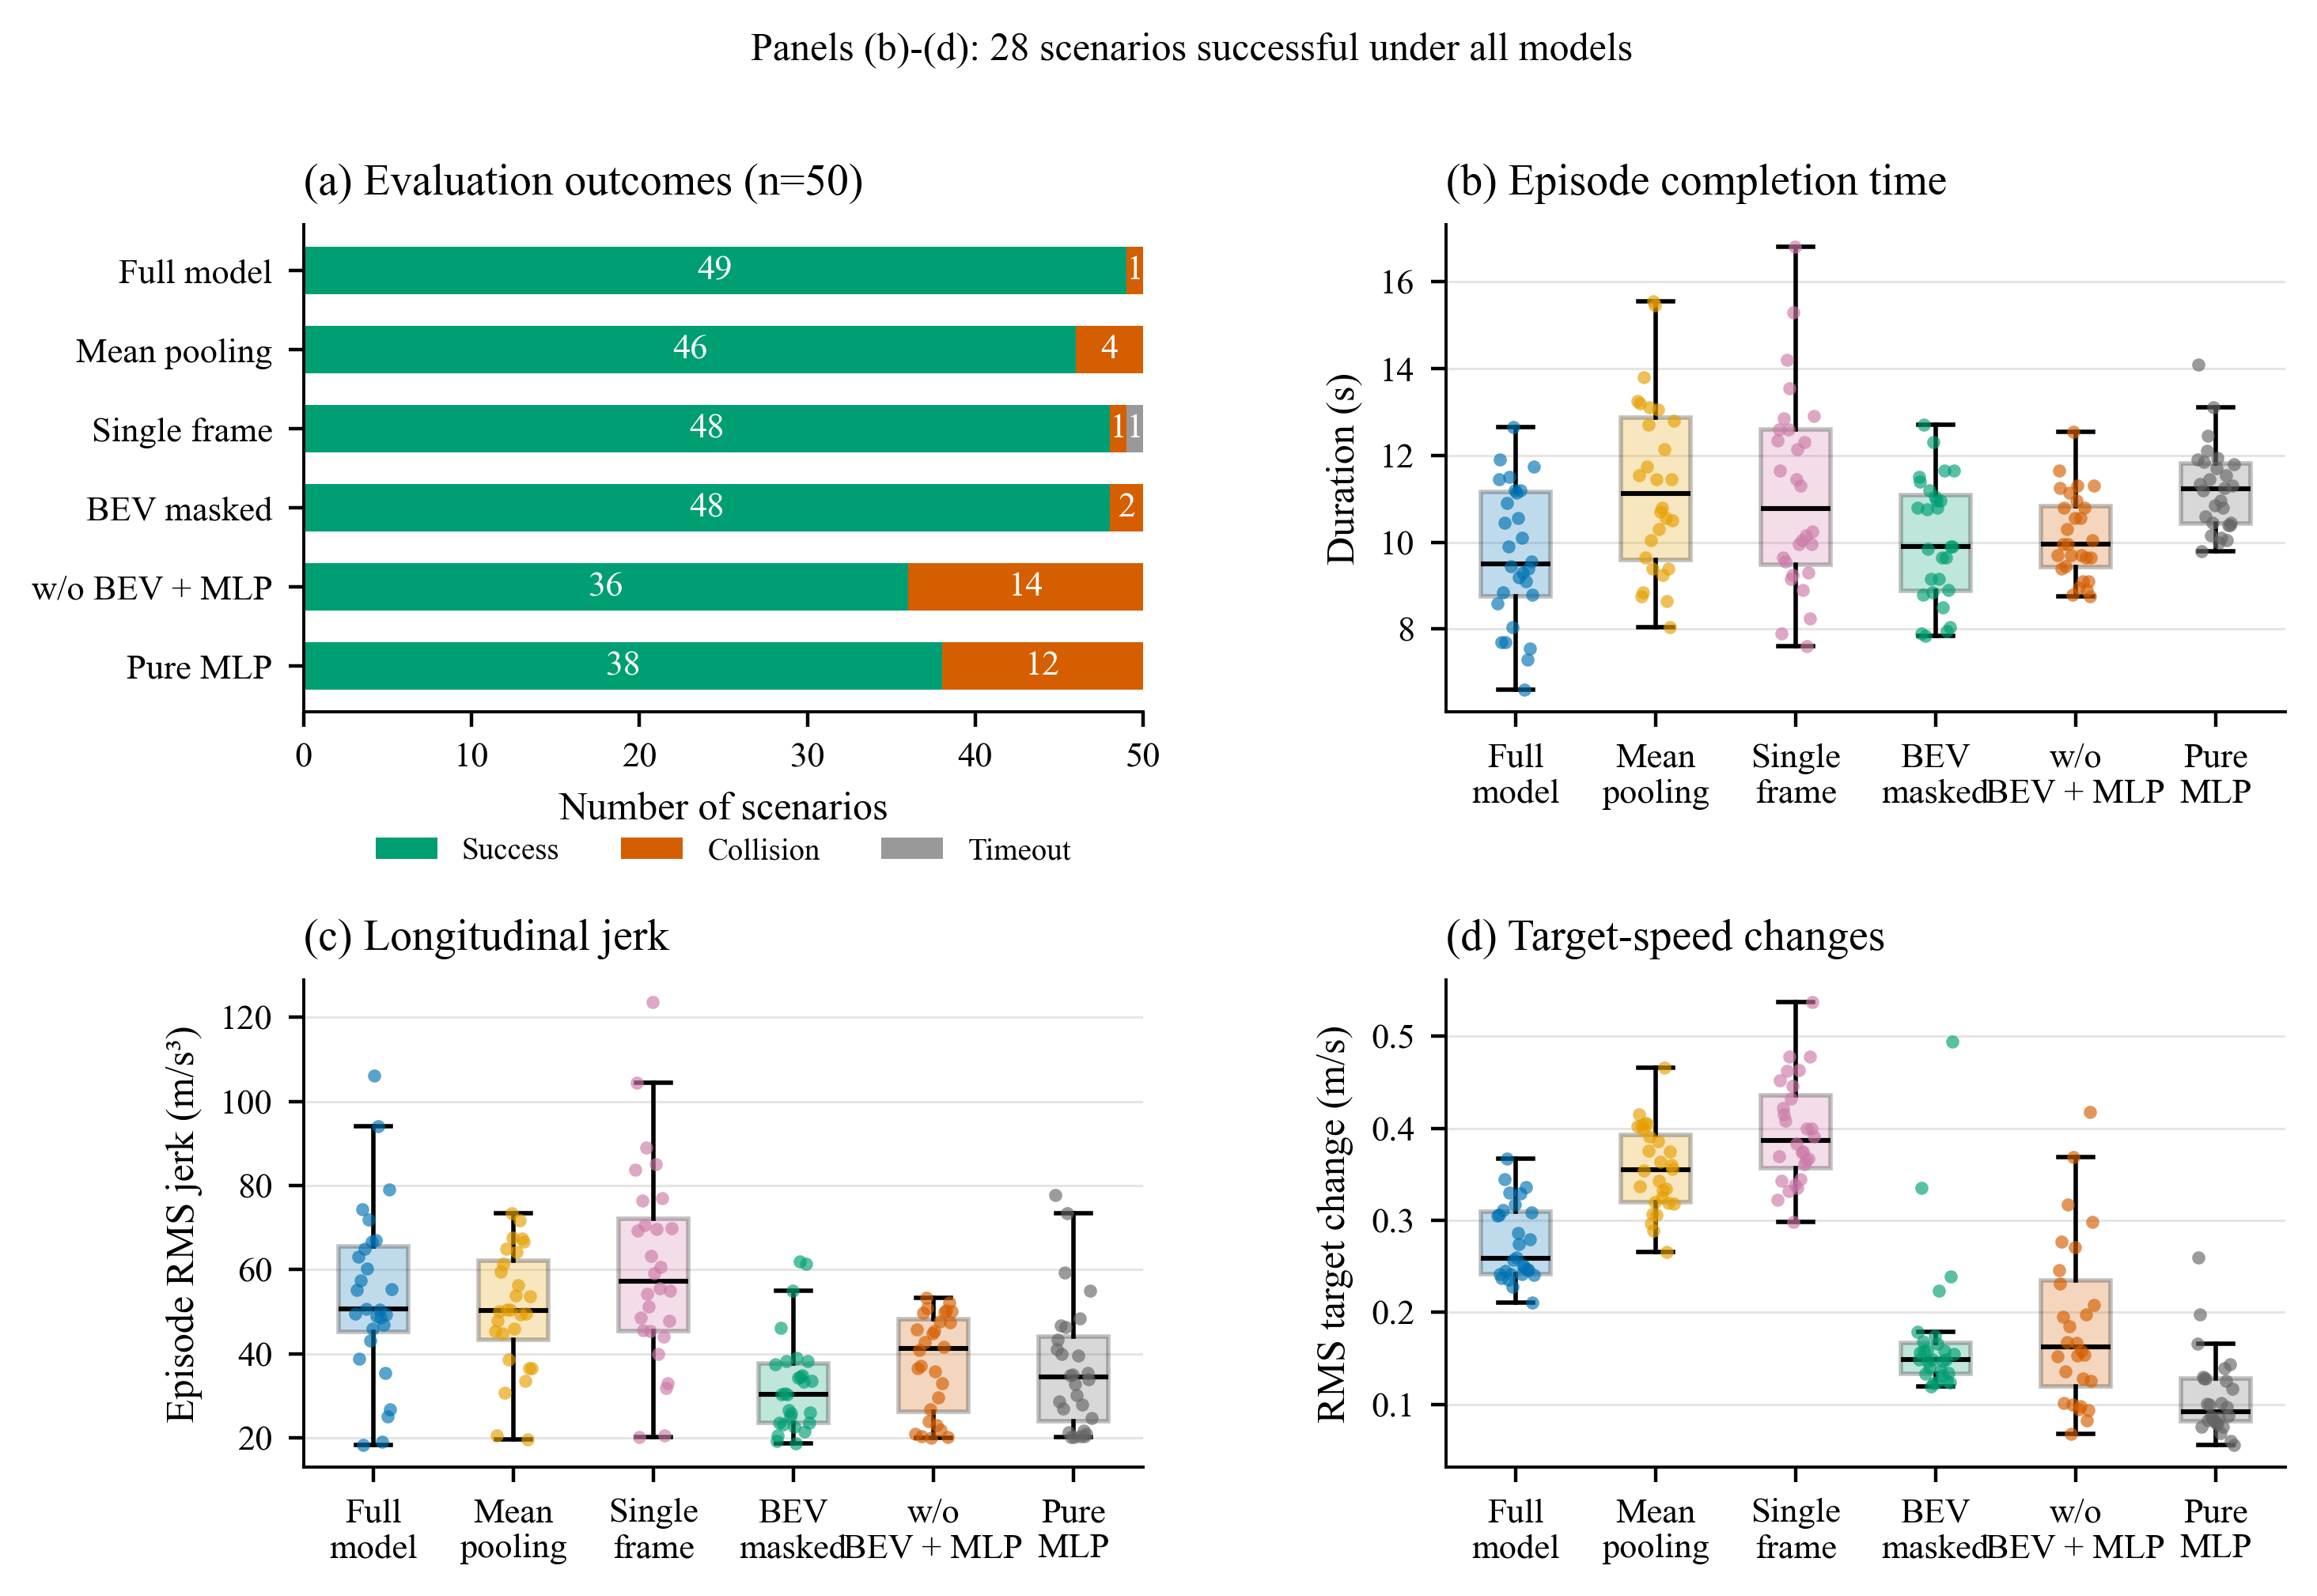 Panels (b)-(d): 28 scenarios successful under all models
(a) Evaluation outcomes (n=50)
Full model
49
1
Mean pooling
46
4
Single frame
48
1
1
BEV masked
48
2
w/o BEV + MLP
36
14
Pure MLP
38
12
0 10 20 30 40 50
Number of scenarios
Success Collision Timeout
(b) Episode completion time
Duration (s)
16
14
12
10
8
Full model
Mean pooling
Single frame
BEV masked
w/o BEV + MLP
Pure MLP
(c) Longitudinal jerk
Episode RMS jerk (m/s³)
120
100
80
60
40
20
Full model
Mean pooling
Single frame
BEV masked
w/o BEV + MLP
Pure MLP
(d) Target-speed changes
RMS target change (m/s)
0.5
0.4
0.3
0.2
0.1
Full model
Mean pooling
Single frame
BEV masked
w/o BEV + MLP
Pure MLP